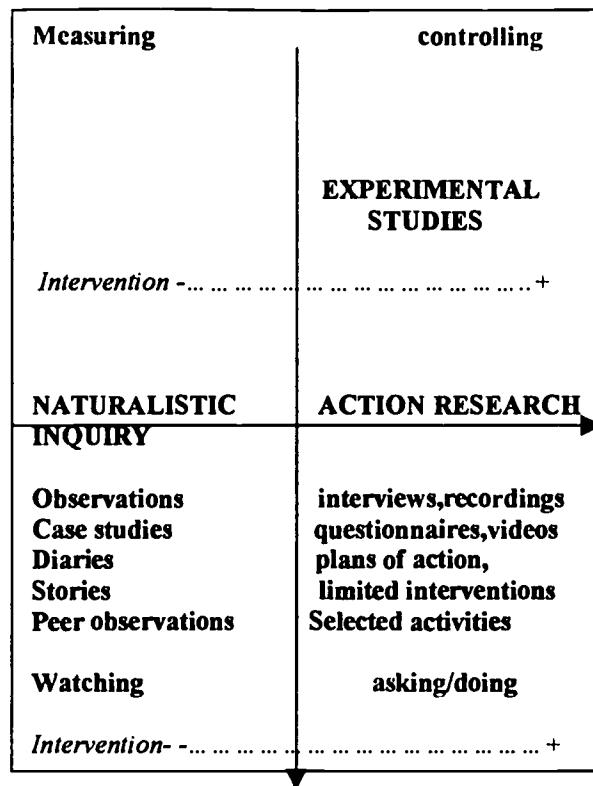 Measuring controlling
EXPERIMENTAL
STUDIES
Intervention -... ... ... ... ... ... ... ... ... ... ... ... ... .. +
NATURALISTIC ACTION RESEARCH
INQUIRY
Observations interviews,recordings
Case studies questionnaires,videos
Diaries plans of action,
Stories limited interventions
Peer observations Selected activities
Watching asking/doing
Intervention- -... ... ... ... ... ... ... ... ... ... ... ... ... ... +